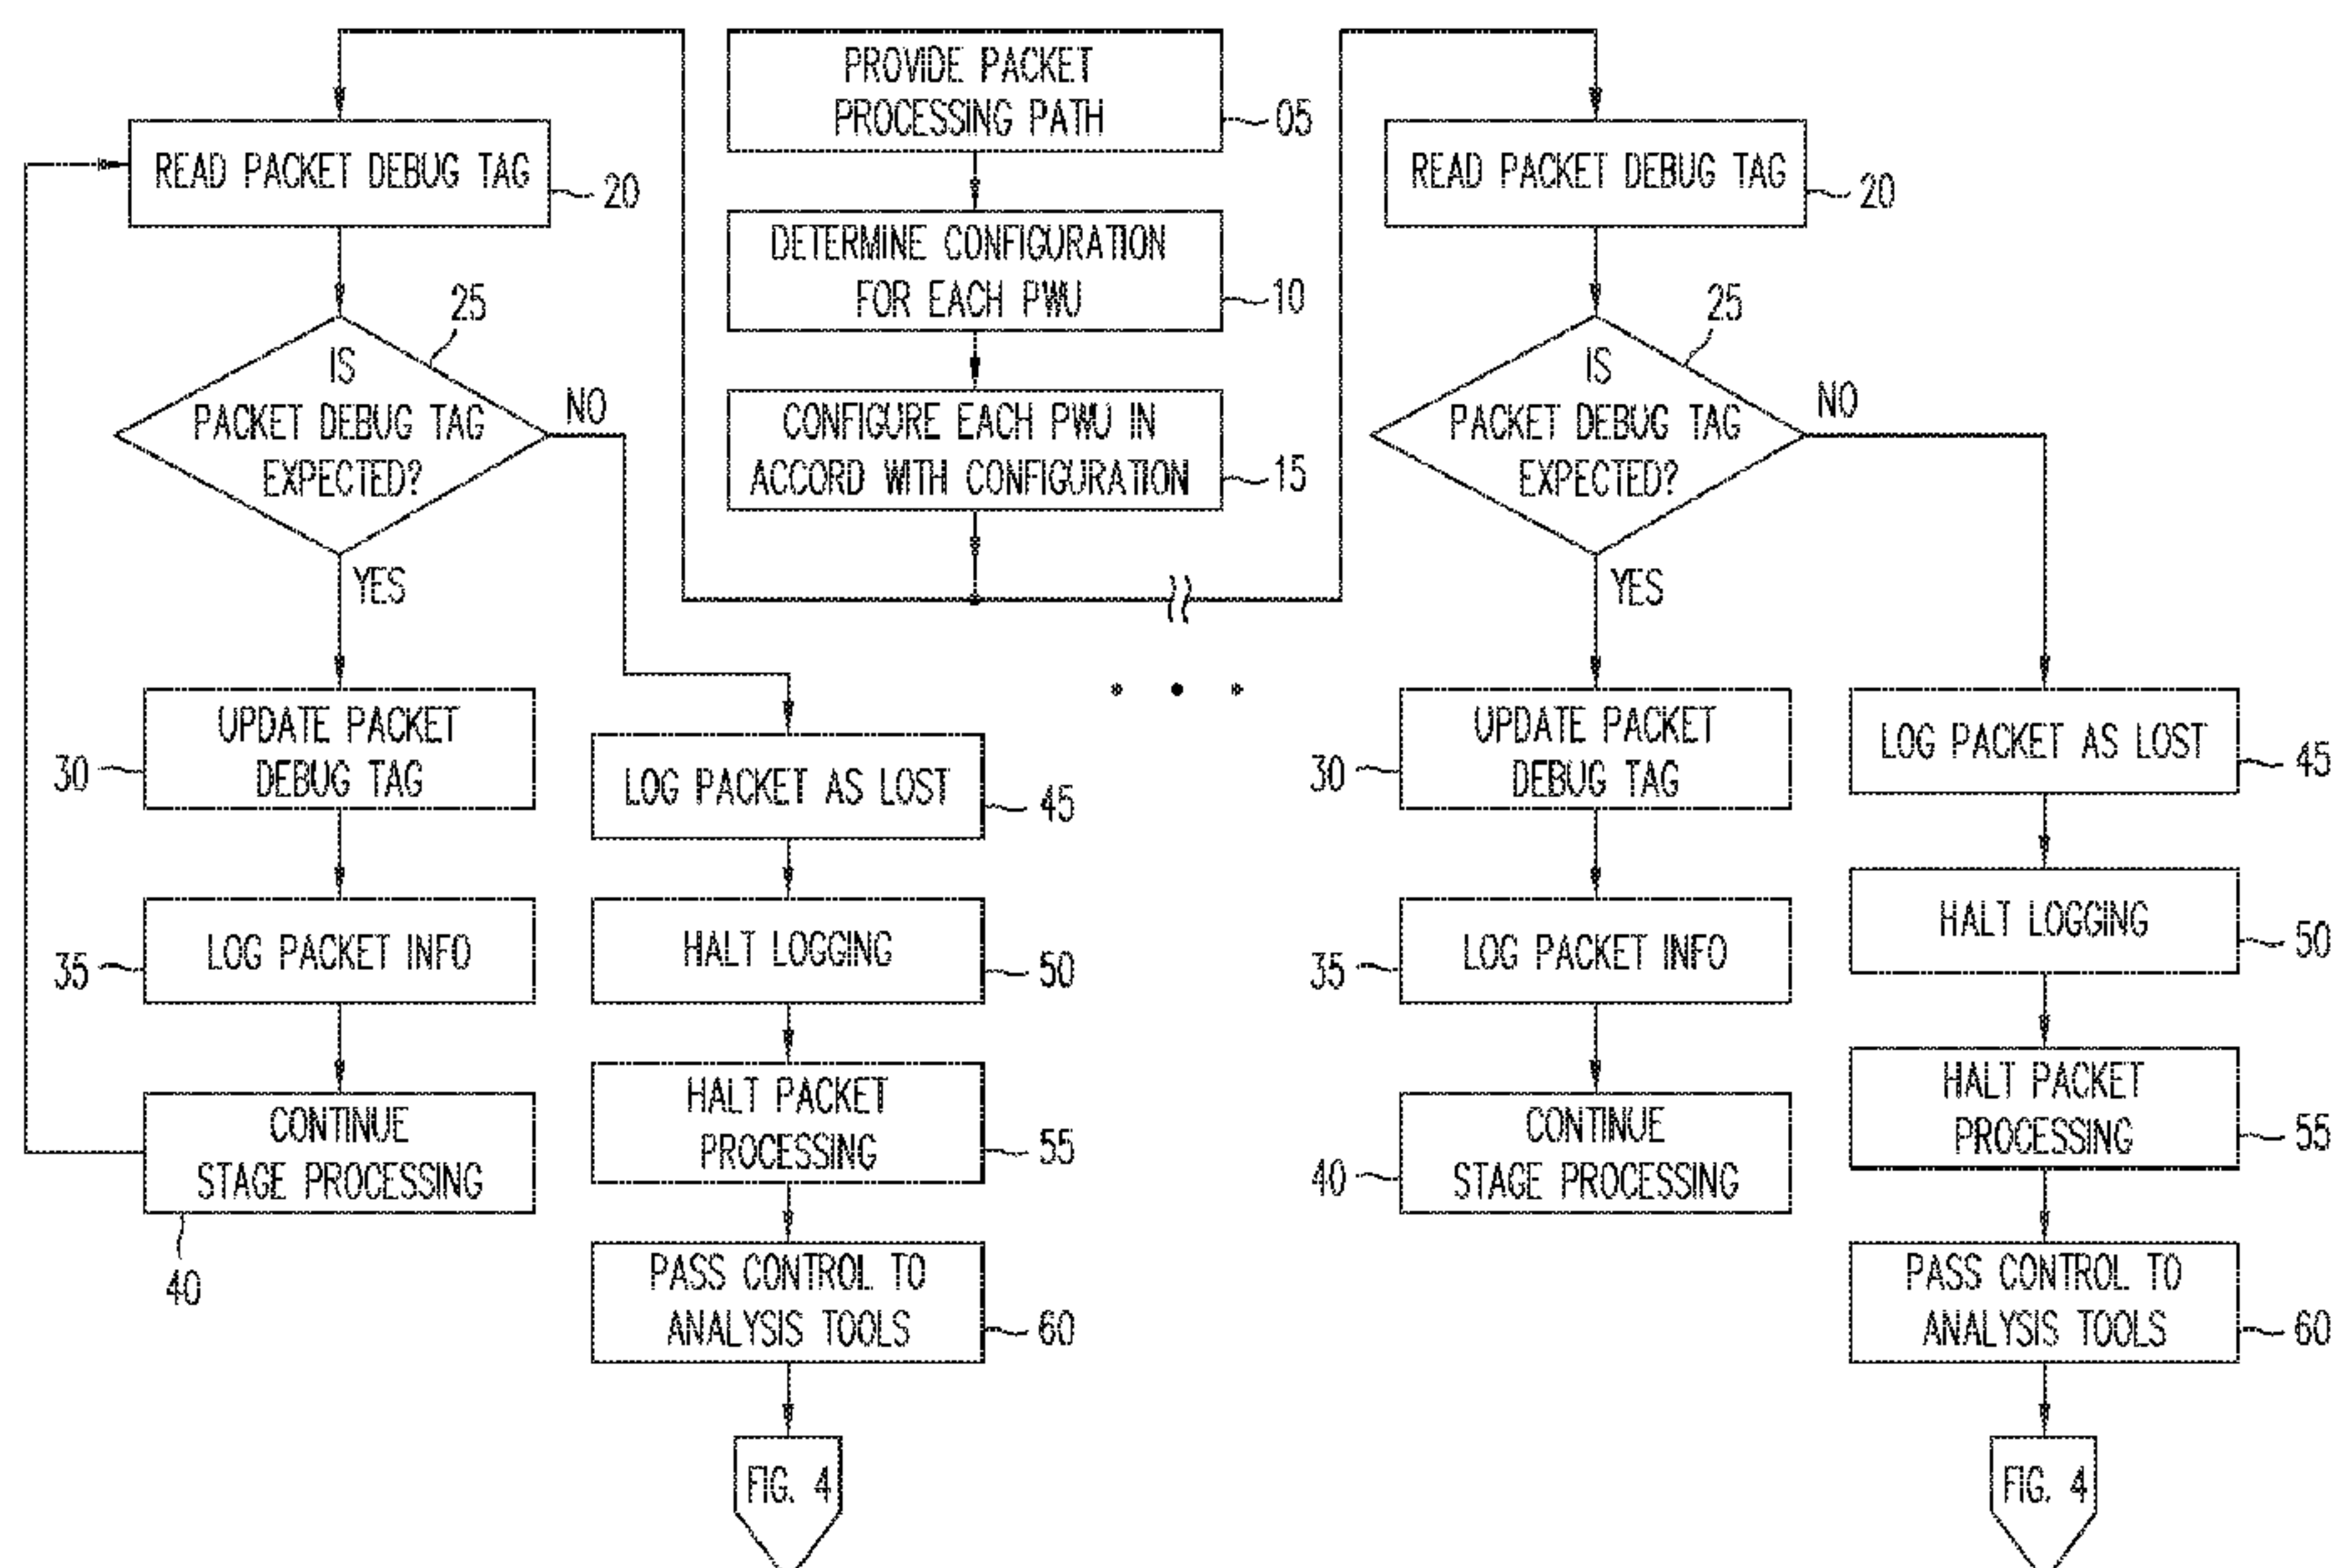 PROVIDE PACKET
PROCESSING PATH
05
DETERMINE CONFIGURATION
FOR EACH PWU
10
CONFIGURE EACH PWU IN
ACCORD WITH CONFIGURATION
15
READ PACKET DEBUG TAG
20
25
IS
PACKET DEBUG TAG
EXPECTED?
NO
YES
UPDATE PACKET
DEBUG TAG
30
LOG PACKET INFO
35
CONTINUE
STAGE PROCESSING
40
LOG PACKET AS LOST
45
HALT LOGGING
50
HALT PACKET
PROCESSING
55
PASS CONTROL TO
ANALYSIS TOOLS
60
FIG. 4
READ PACKET DEBUG TAG
20
25
IS
PACKET DEBUG TAG
EXPECTED?
NO
YES
UPDATE PACKET
DEBUG TAG
30
LOG PACKET INFO
35
CONTINUE
STAGE PROCESSING
40
LOG PACKET AS LOST
45
HALT LOGGING
50
HALT PACKET
PROCESSING
55
PASS CONTROL TO
ANALYSIS TOOLS
60
FIG. 4